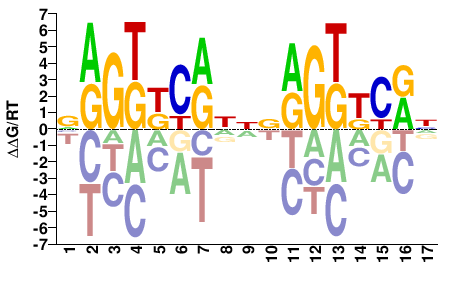 7
6
5
4
3
2
1
0
-1
-2
-3
-4
-5
-6
-7
ΔΔG/RT
G T
A G C T
G A T C
T G A C
T G A C
C T G A
A G C T
T
T
G
A G T C
G A C T
T G A C
T G A C
C T G A
G A T C
T
1 2 3 4 5 6 7 8 9 10 11 12 13 14 15 16 17